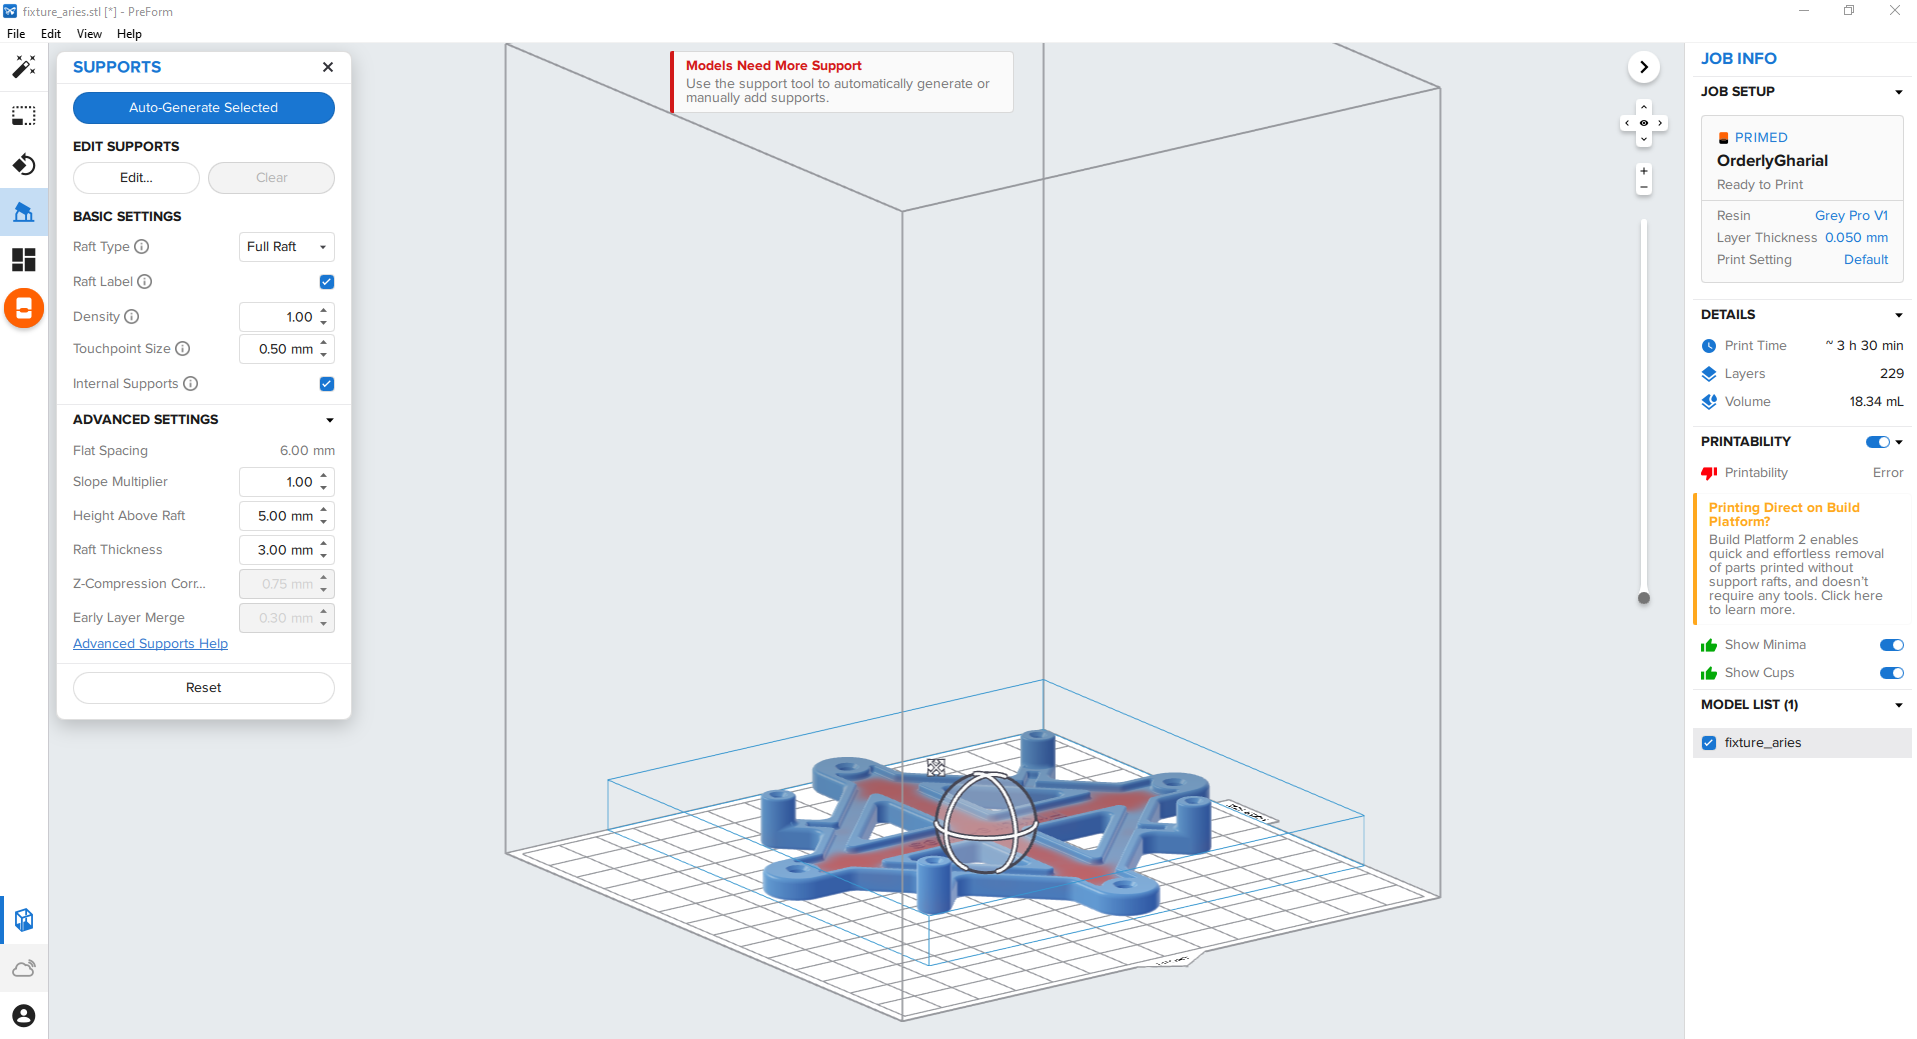 fixture_aries.stl [*] - PreForm
File Edit View Help
SUPPORTS
Auto-Generate Selected
EDIT SUPPORTS
Edit... Clear
BASIC SETTINGS
Raft Type Full Raft
Raft Label
Density 1.00
Touchpoint Size 0.50 mm
Internal Supports
ADVANCED SETTINGS
Flat Spacing 6.00 mm
Slope Multiplier 1.00
Height Above Raft 5.00 mm
Raft Thickness 3.00 mm
Z-Compression Corr... 0.75 mm
Early Layer Merge 0.30 mm
Advanced Supports Help
Reset
Models Need More Support
Use the support tool to automatically generate or
manually add supports.
JOB INFO
JOB SETUP
PRIMED
OrderlyGharial
Ready to Print
Resin Grey Pro V1
Layer Thickness 0.050 mm
Print Setting Default
DETAILS
Print Time ~ 3 h 30 min
Layers 229
Volume 18.34 mL
PRINTABILITY
Printability Error
Printing Direct on Build
Platform?
Build Platform 2 enables
quick and effortless removal
of parts printed without
support rafts, and doesn't
require any tools. Click here
to learn more.
Show Minima
Show Cups
MODEL LIST (1)
fixture_aries